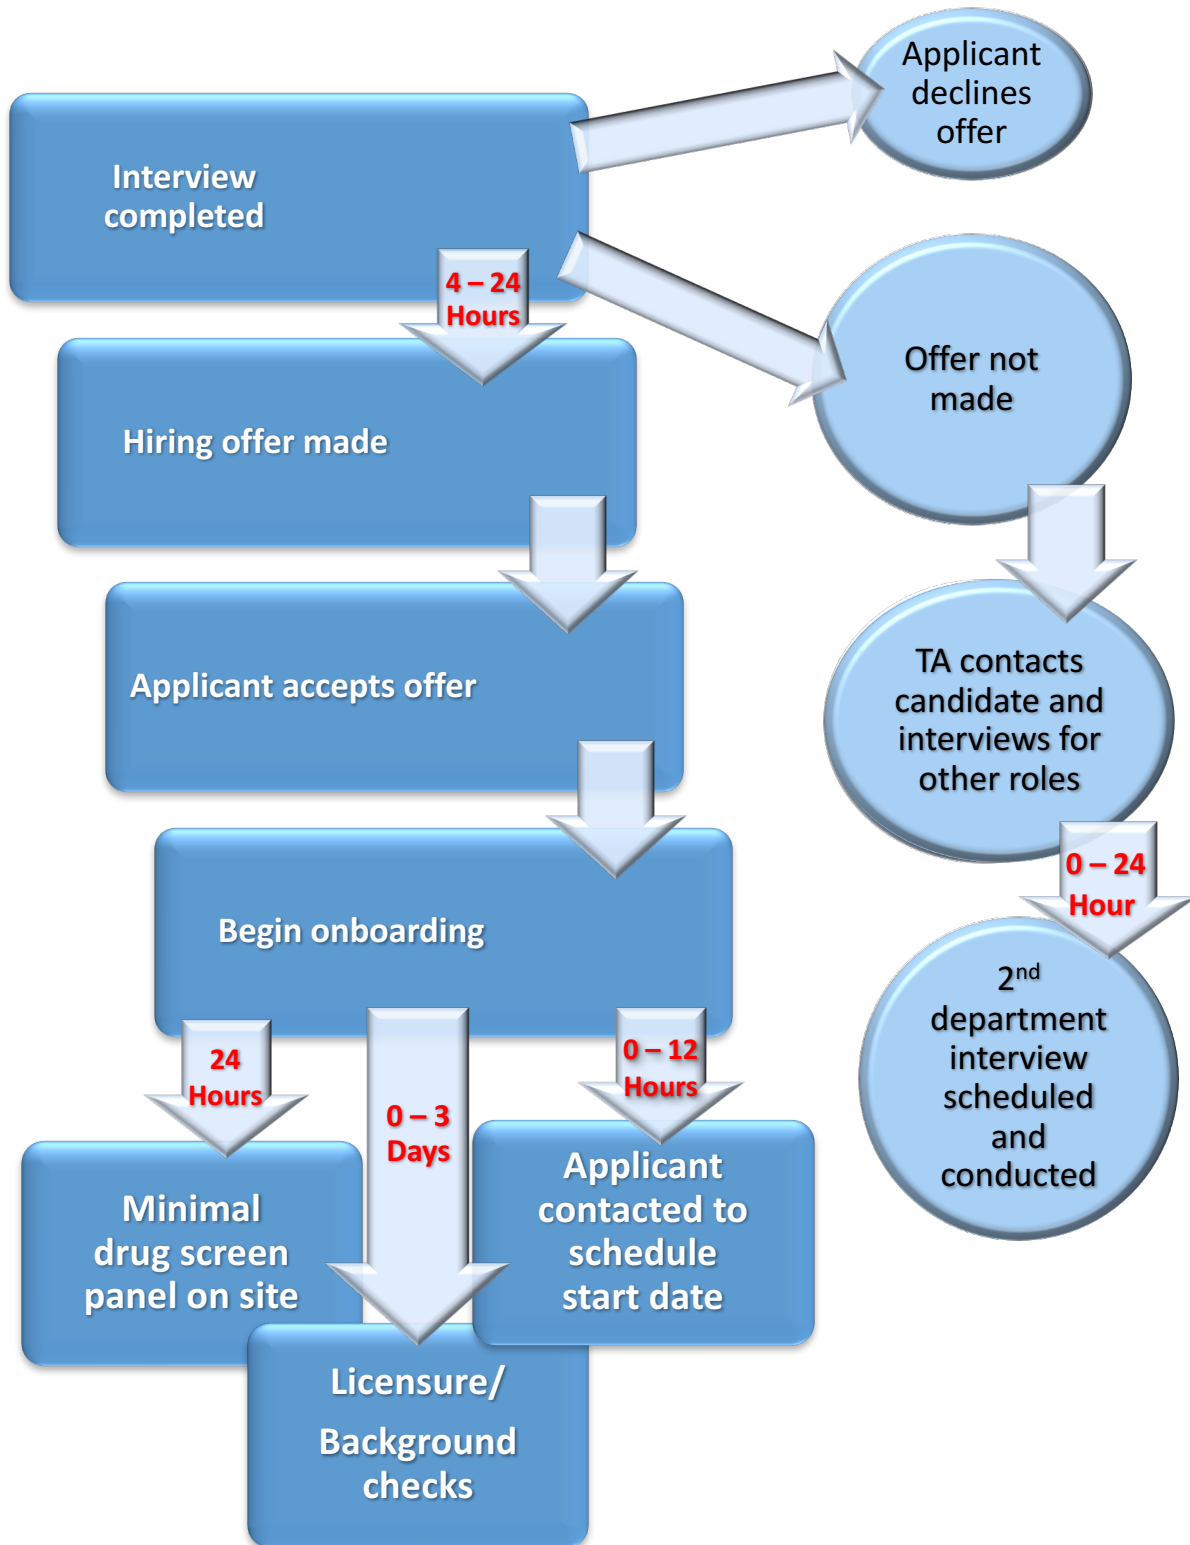 Applicant
declines
offer
Interview
completed
4 – 24
Hours
Offer not
made
Hiring offer made
Applicant accepts offer
TA contacts
candidate and
interviews for
other roles
0 – 24
Hour
Begin onboarding
2nd
department
interview
scheduled
and
conducted
24
Hours
0 – 3
Days
0 – 12
Hours
Minimal
drug screen
panel on site
Applicant
contacted to
schedule
start date
Licensure/
Background
checks